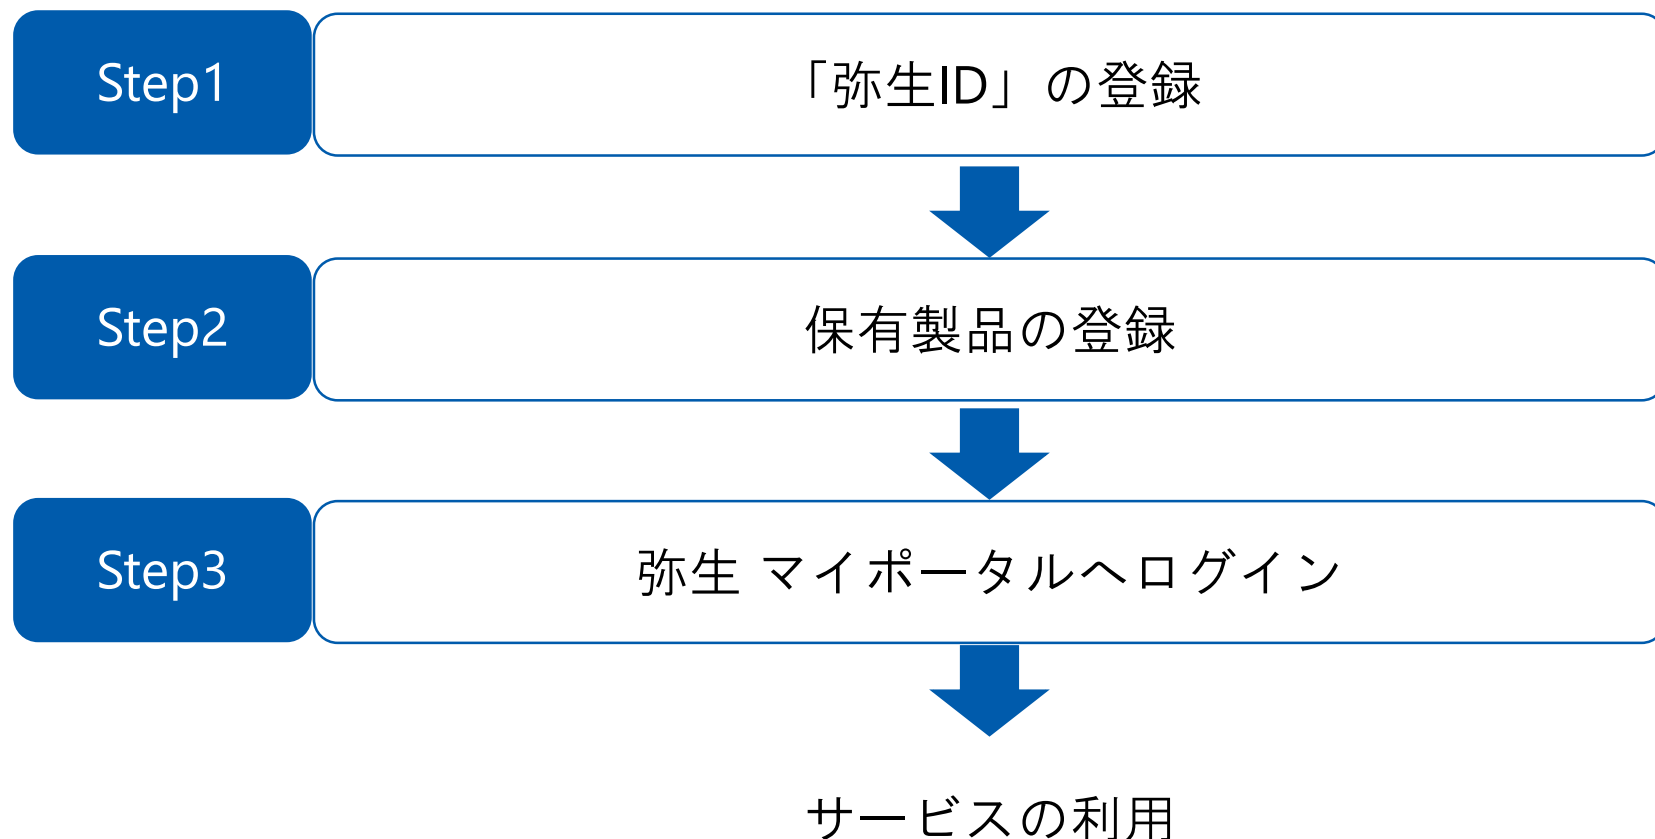 Step1
「弥生ID」の登録
Step2
保有製品の登録
Step3
弥生 マイポータルへログイン
サービスの利用